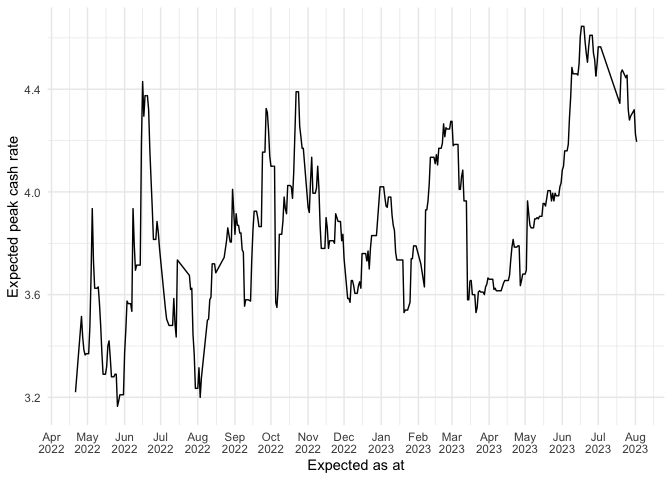 Expected peak cash rate
4.4
4.0
3.6
3.2
Apr May Jun Jul Aug Sep Oct Nov Dec Jan Feb Mar Apr May Jun Jul Aug
2022 2022 2022 2022 2022 2022 2022 2022 2022 2023 2023 2023 2023 2023 2023 2023 2023
Expected as at